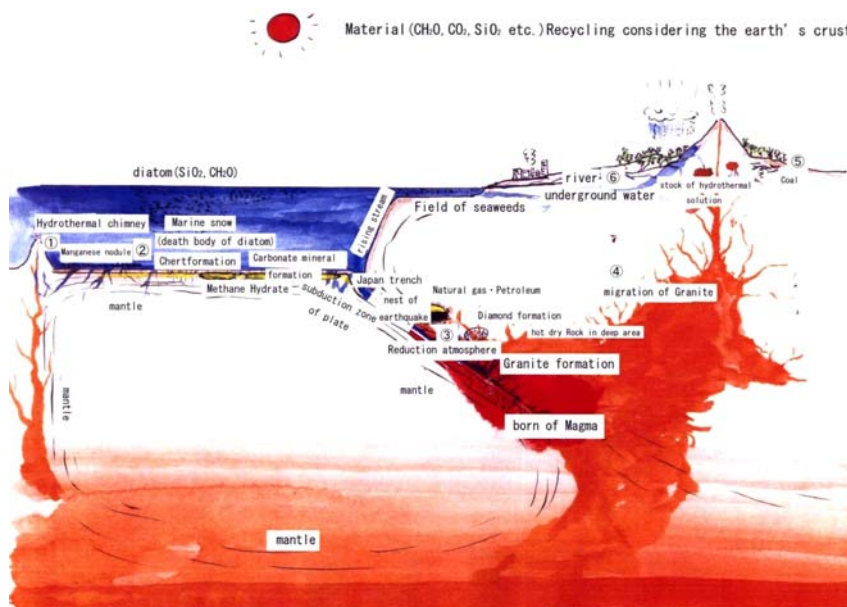 Material(CH₂O, CO₂, SiO₂ etc.)Recycling considering the earth's crust
diatom(SiO₂, CH₂O)
Hydrothermal chimney
Marine snow
(death body of diatom)
①
Manganese nodule
②
Chertformation
Carbonate mineral
formation
Methane Hydrate
rising stream
Field of seaweeds
river
⑥
underground water
stock of hydrothermal
solution
⑤
Coal
Japan trench
nest of
earthquake
subduction zone
of plate
Natural gas・Petroleum
Diamond formation
④
migration of Granite
hot dry Rock in deep area
③
Reduction atmosphere
Granite formation
mantle
mantle
mantle
born of Magma
mantle